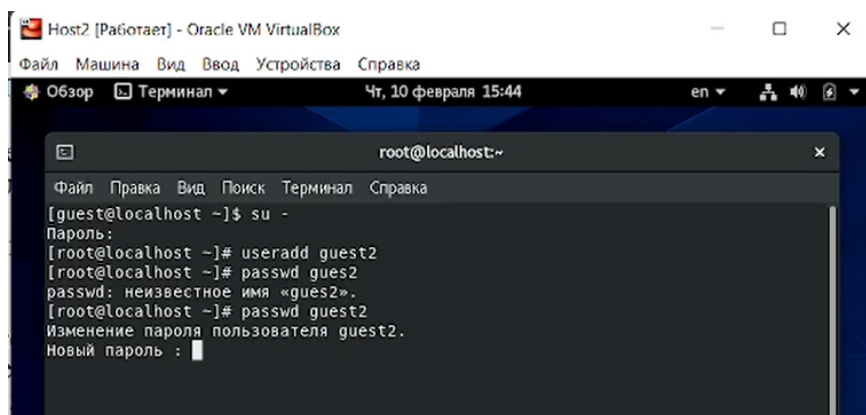 Host2 [Работает] - Oracle VM VirtualBox
Файл Машина Вид Ввод Устройства Справка
Обзор Терминал Чт, 10 февраля 15:44 en
root@localhost:~
Файл Правка Вид Поиск Терминал Справка
[guest@localhost ~]$ su -
Пароль:
[root@localhost ~]# useradd guest2
[root@localhost ~]# passwd gues2
passwd: неизвестное имя «gues2».
[root@localhost ~]# passwd guest2
Изменение пароля пользователя guest2.
Новый пароль :